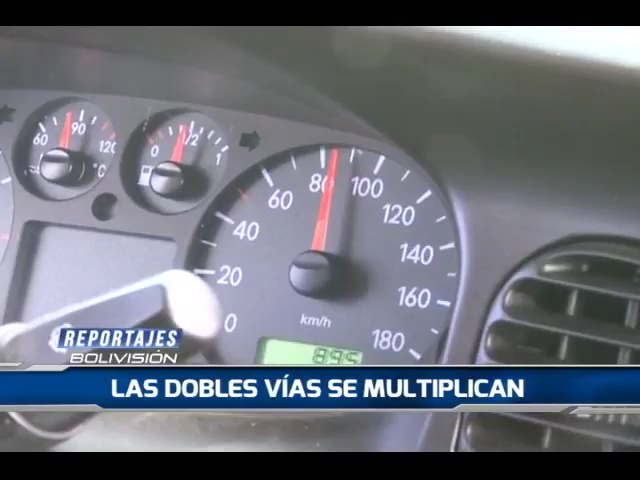 60 90 120 °C
0 1/2 1
0 20 40 60 80 100 120 140 160 180
km/h
895
REPORTAJES
BOLIVISIÓN
LAS DOBLES VÍAS SE MULTIPLICAN